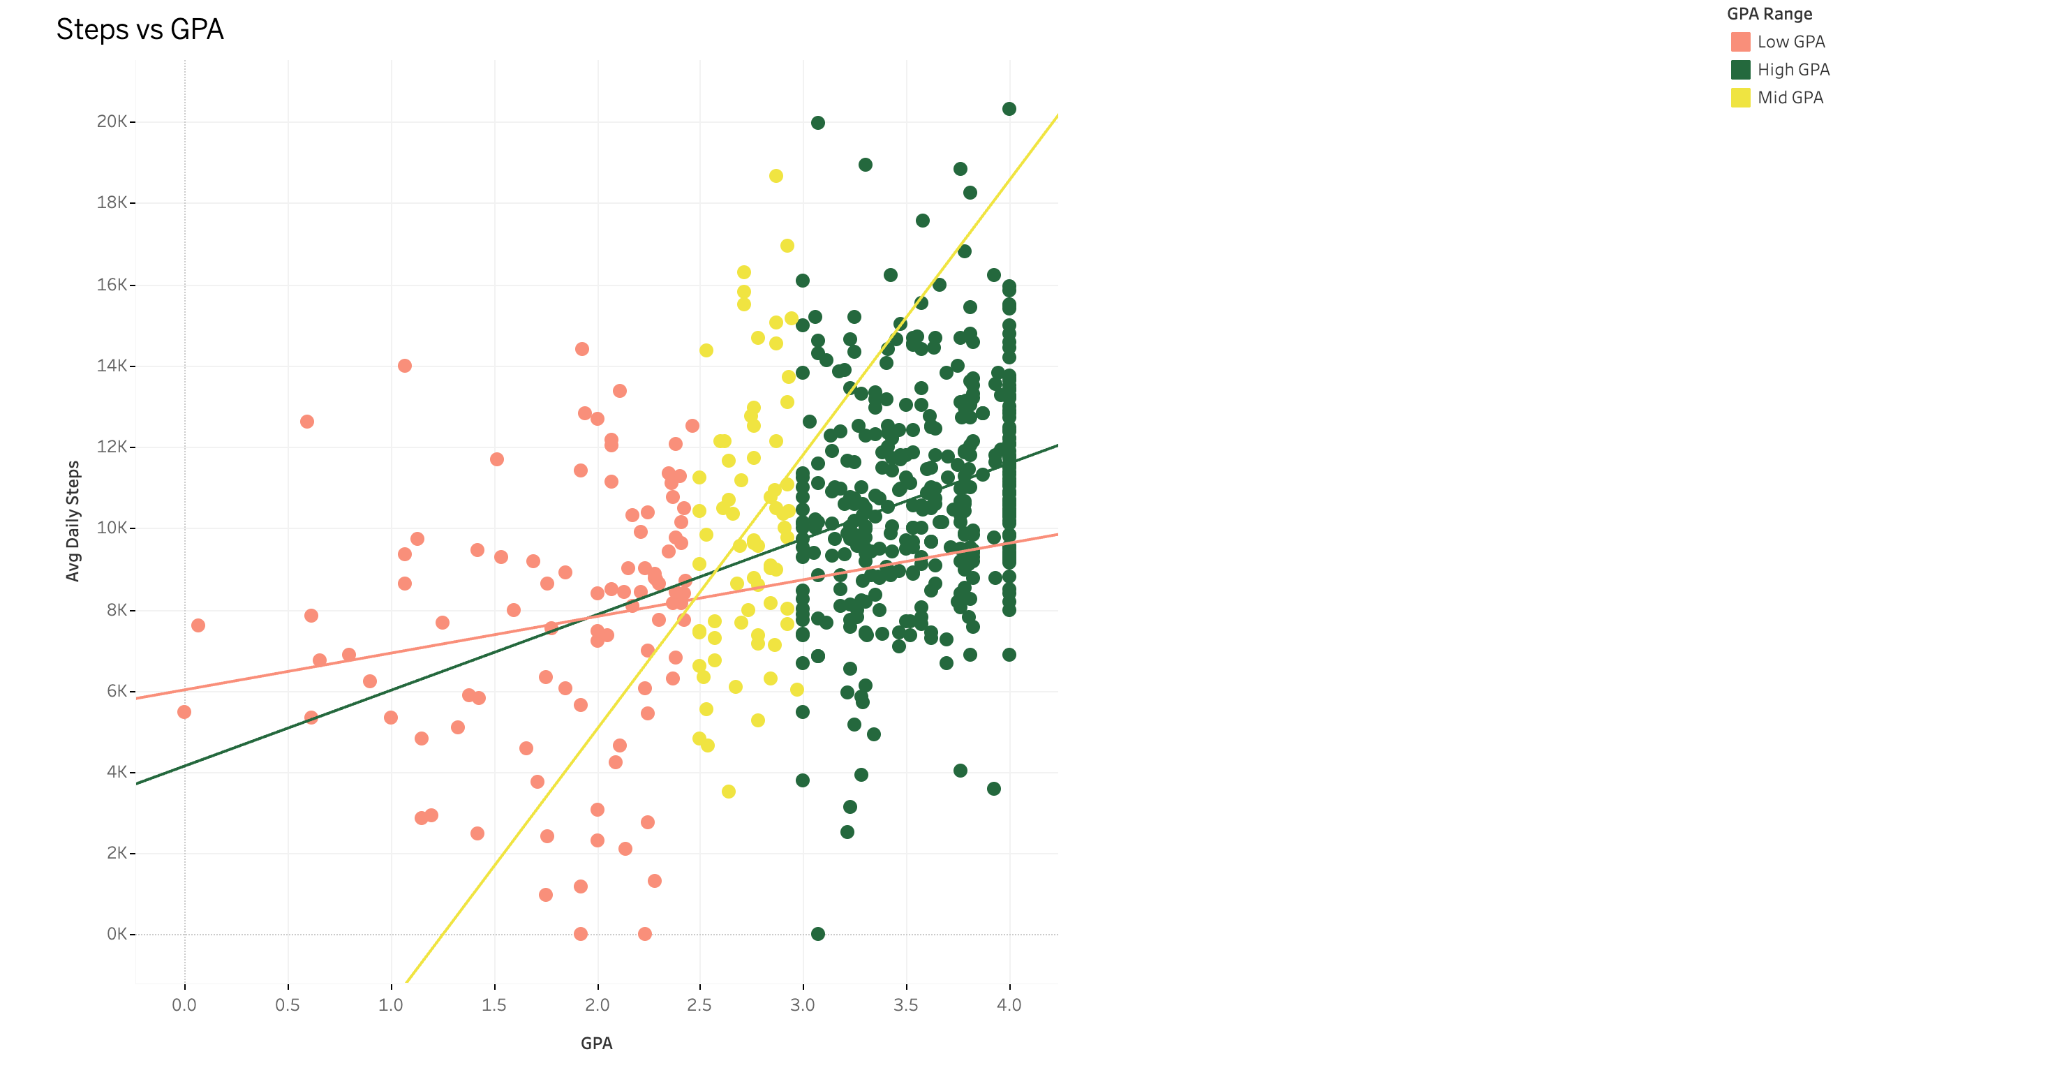 Steps vs GPA
GPA Range
Low GPA
High GPA
Mid GPA
Avg Daily Steps
20K
18K
16K
14K
12K
10K
8K
6K
4K
2K
0K
0.0 0.5 1.0 1.5 2.0 2.5 3.0 3.5 4.0
GPA